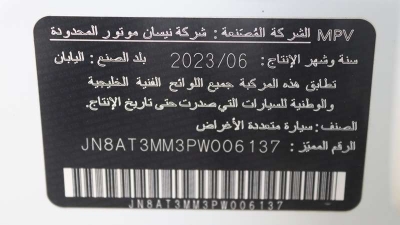 MPV الشركة المُصنعة: شركة نيسان موتور المحدودة
سنة وشهر الإنتاج: 2023/06 بلد الصنع: اليابان
تطابق هذه المركبة جميع اللوائح الفنية الخليجية
والوطنية للسيارات التي صدرت حتى تاريخ الإنتاج.
الصنف: سيارة متعددة الأغراض
الرقم المميّز: JN8AT3MM3PW006137
JN8AT3MM3PW006137